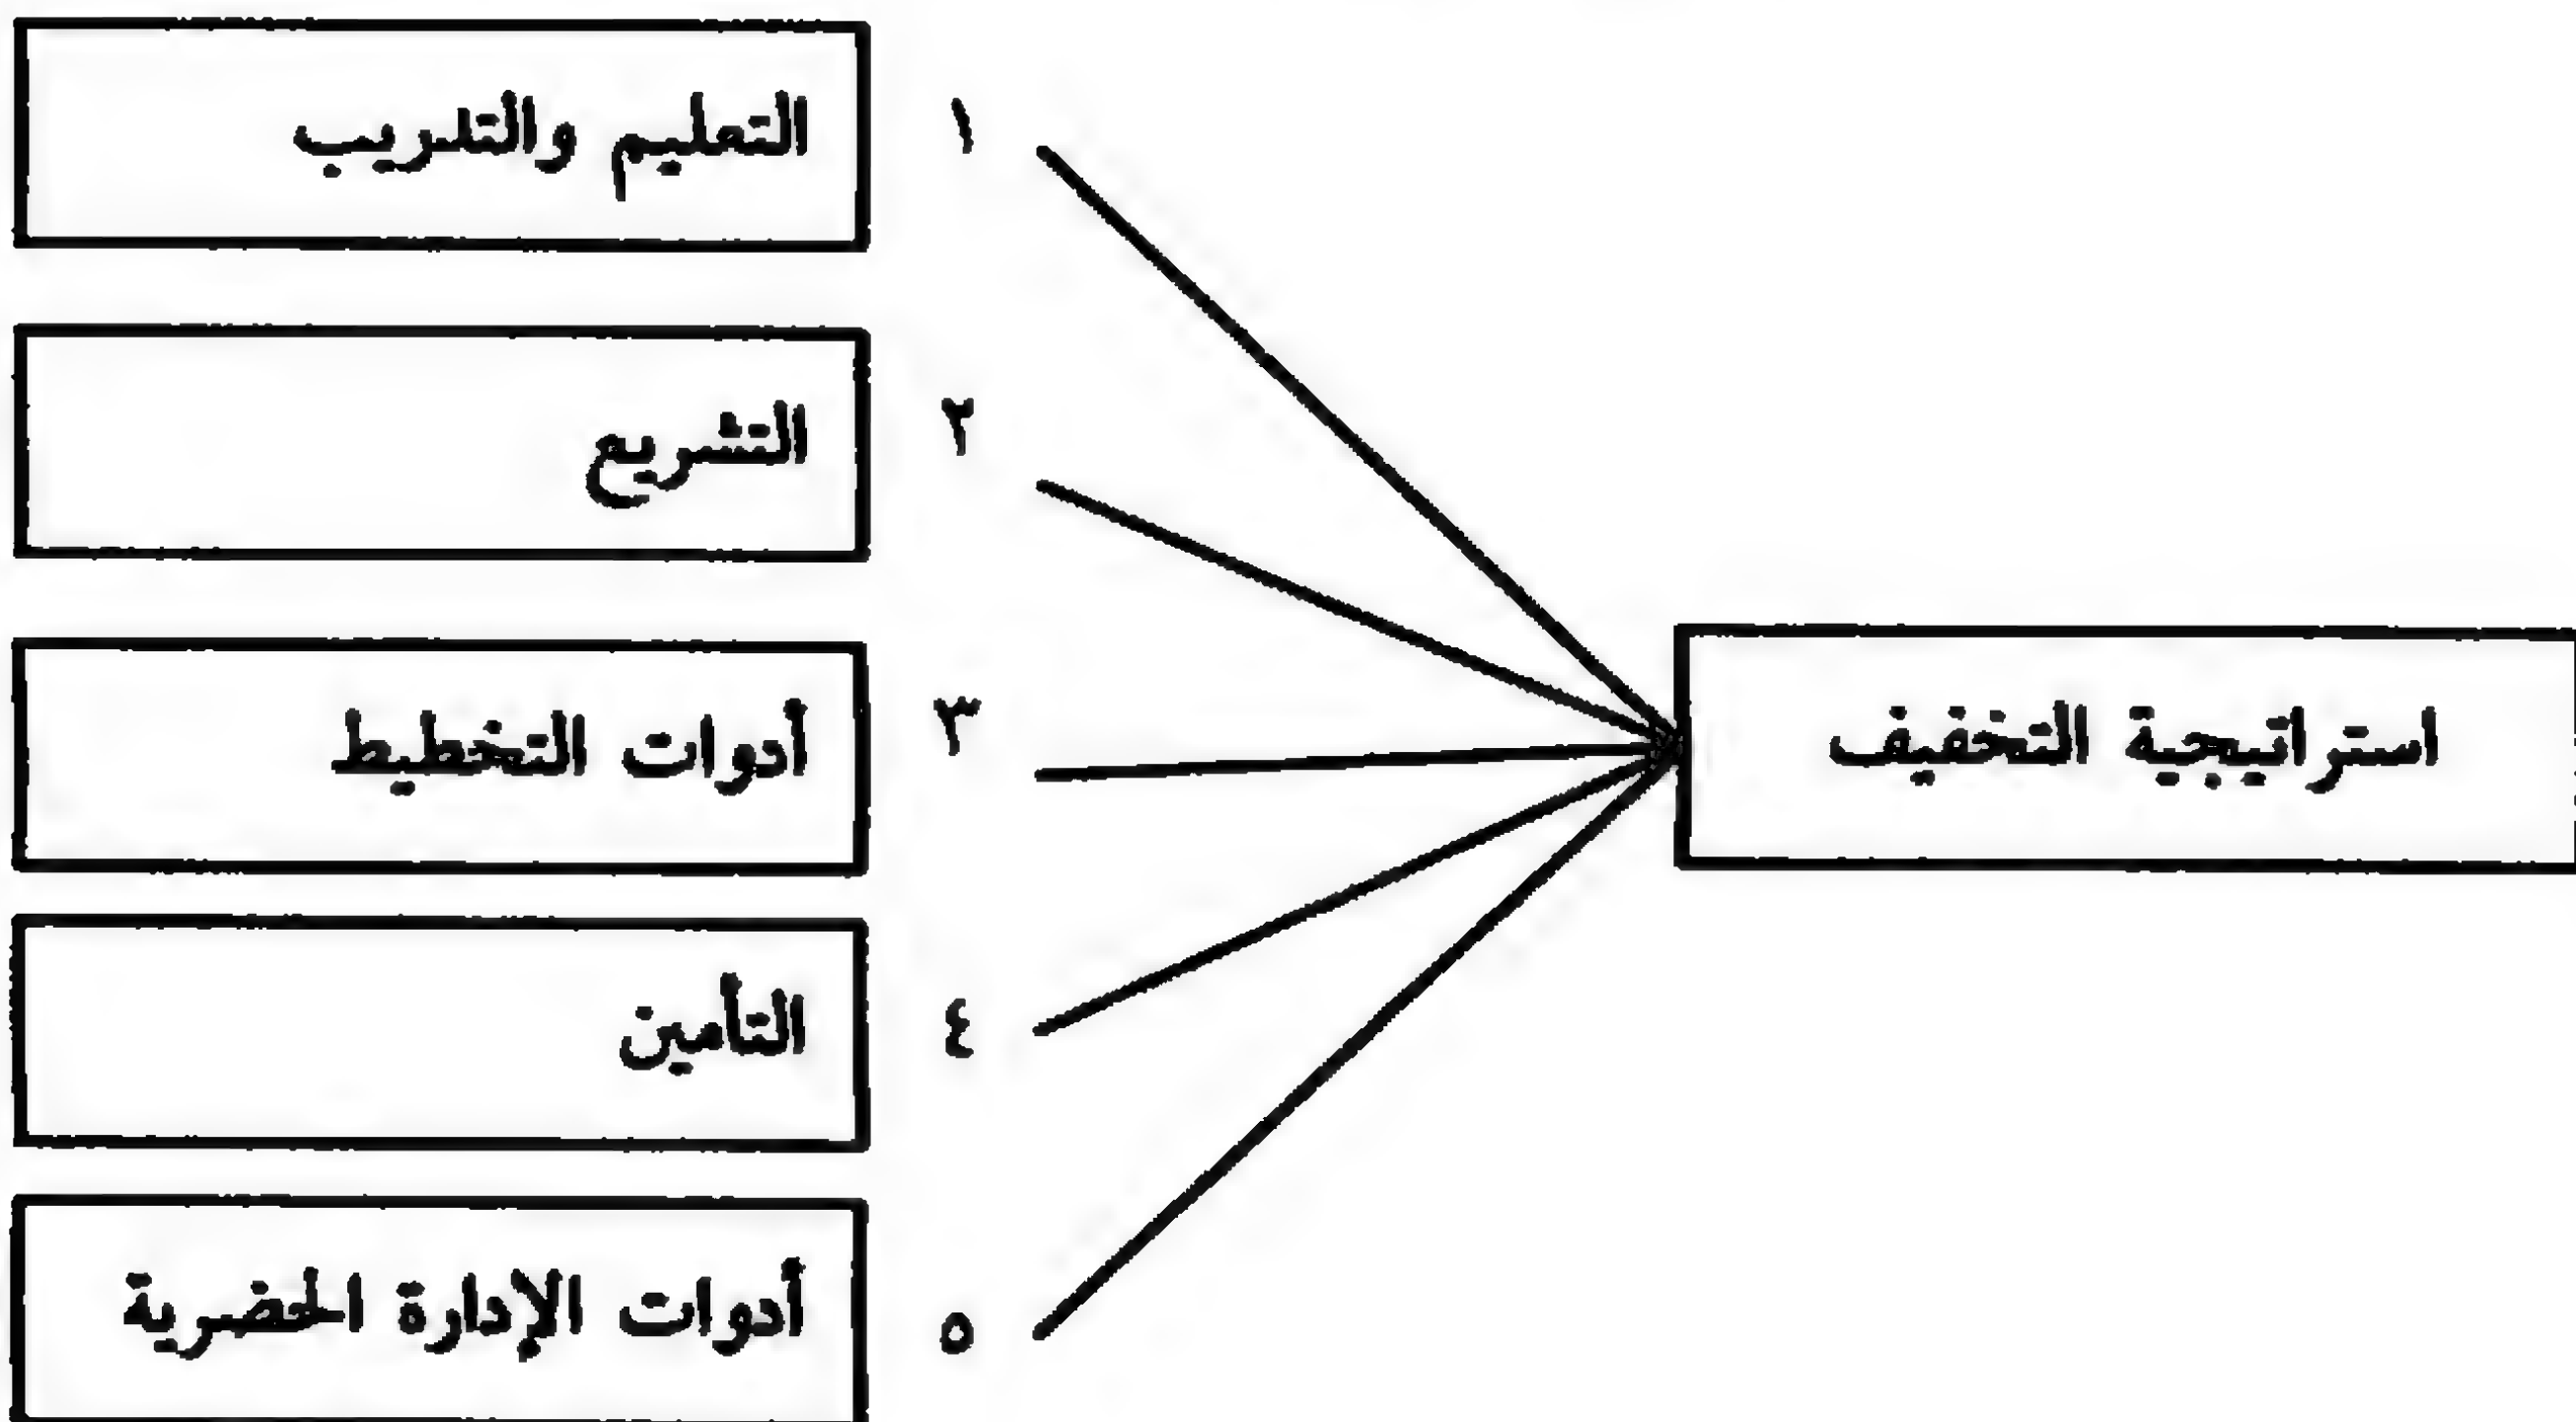 استراتيجية التخفيف
١ التعليم والتدريب
٢ التشريع
٣ أدوات التخطيط
٤ التأمين
٥ أدوات الإدارة الحضرية